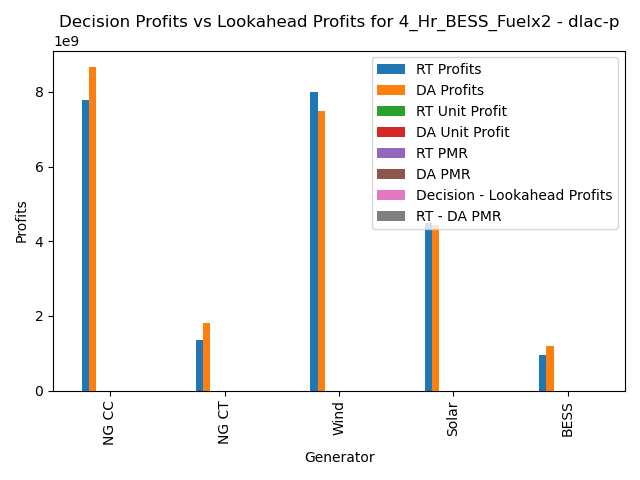 Decision Profits vs Lookahead Profits for 4_Hr_BESS_Fuelx2 - dlac-p
1e9
RT Profits
DA Profits
RT Unit Profit
DA Unit Profit
RT PMR
DA PMR
Decision - Lookahead Profits
RT - DA PMR
8
6
4
2
0
Profits
NG CC
NG CT
Wind
Solar
BESS
Generator